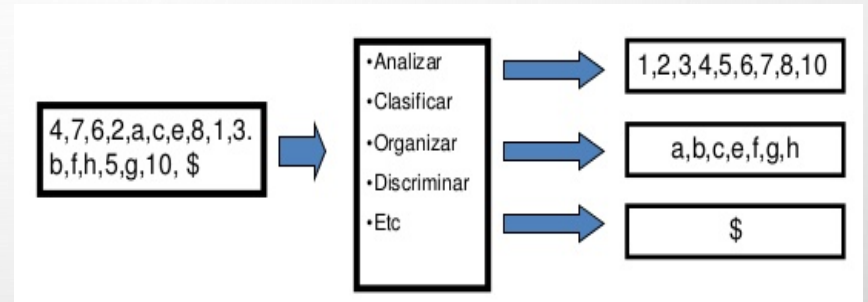 4,7,6,2,a,c,e,8,1,3.
b,f,h,5,g,10, $
•Analizar
•Clasificar
•Organizar
•Discriminar
•Etc
1,2,3,4,5,6,7,8,10
a,b,c,e,f,g,h
$